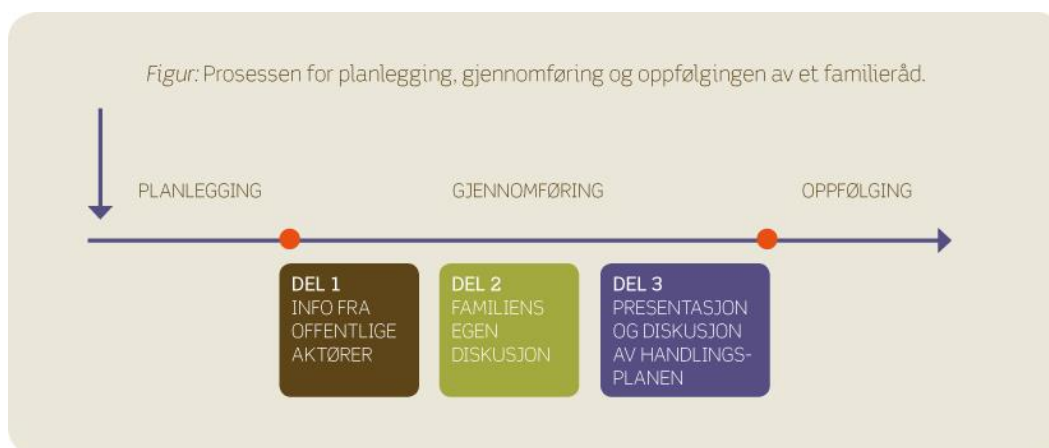 Figur: Prosessen for planlegging, gjennomføring og oppfølgingen av et familieråd.
PLANLEGGING
GJENNOMFØRING
OPPFØLGING
DEL 1
INFO FRA
OFFENTLIGE
AKTØRER
DEL 2
FAMILIENS
EGEN
DISKUSJON
DEL 3
PRESENTASJON
OG DISKUSJON
AV HANDLINGS-
PLANEN